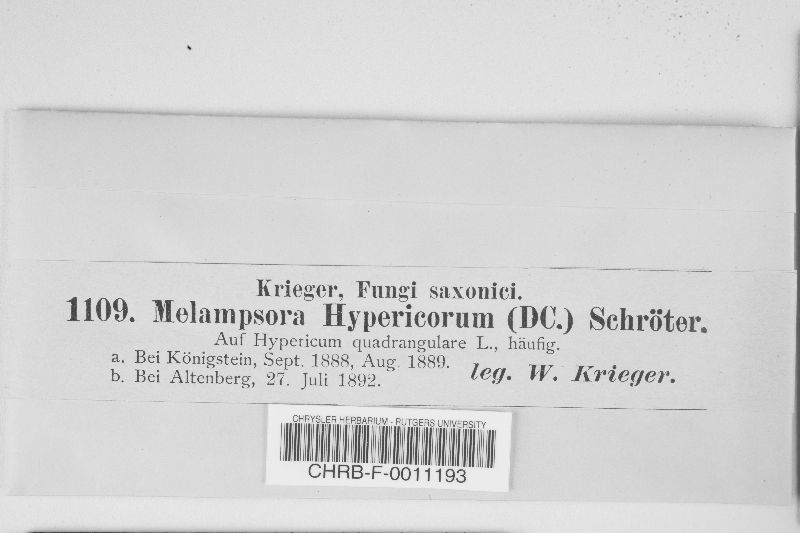 Krieger, Fungi saxonici.
1109. Melampsora Hypericorum (DC.) Schröter.
Auf Hypericum quadrangulare L., häufig.
a. Bei Königstein, Sept. 1888, Aug. 1889.
b. Bei Altenberg, 27. Juli 1892.
leg. W. Krieger.
CHRYSLER HERBARIUM - RUTGERS UNIVERSITY
CHRB-F-0011193